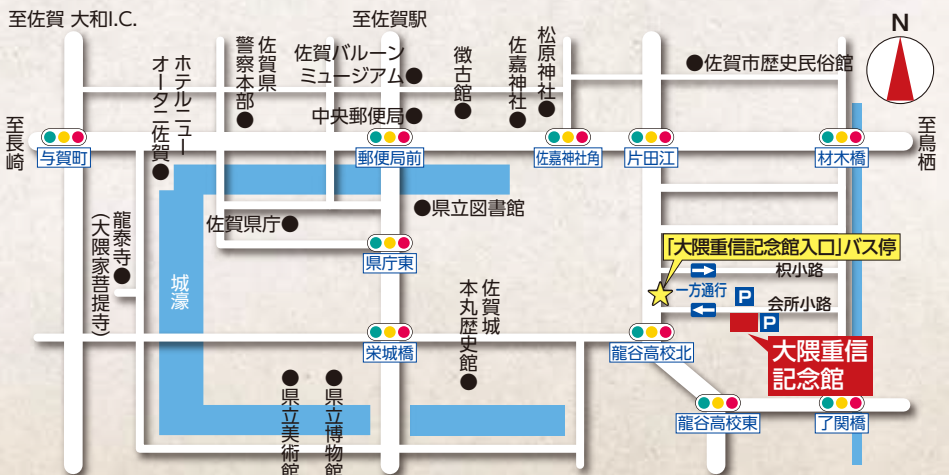 至佐賀 大和I.C.
至佐賀駅
N
佐賀県
警察本部
佐賀バルーン
ミュージアム
徴古館
佐嘉神社
松原神社
佐賀市歴史民俗館
ホテルニュー
オータニ佐賀
中央郵便局
至長崎
至鳥栖
与賀町
郵便局前
佐嘉神社角
片田江
材木橋
県立図書館
佐賀県庁
龍泰寺
(大隈家菩提寺)
県庁東
「大隈重信記念館入口」バス停
枳小路
一方通行
P
会所小路
P
城濠
佐賀城
本丸歴史館
栄城橋
龍谷高校北
大隈重信
記念館
県立美術館
県立博物館
龍谷高校東
了関橋